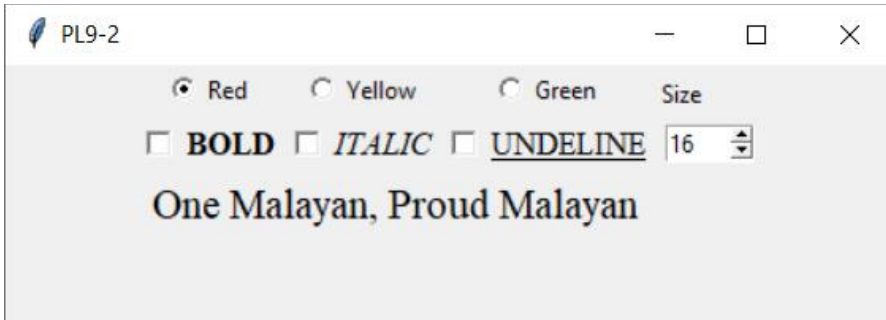 PL9-2
Red Yellow Green Size
BOLD ITALIC UNDELINE 16
One Malayan, Proud Malayan